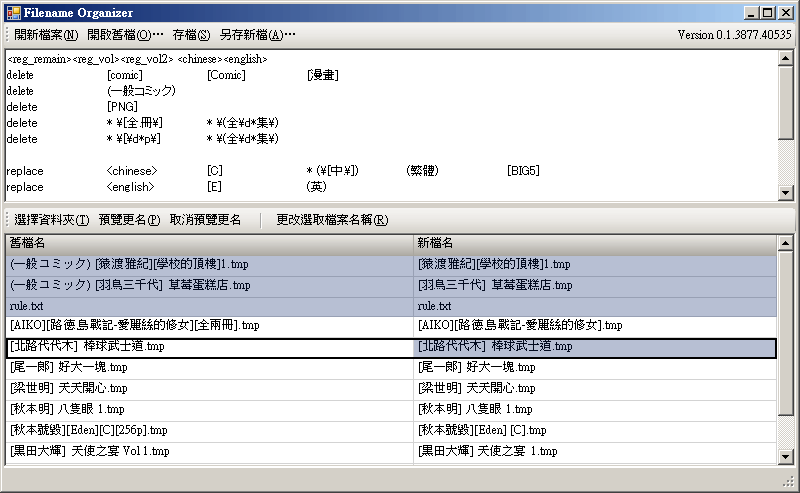 Filename Organizer
開新檔案(N) 開啟舊檔(O)… 存檔(S) 另存新檔(A)… Version 0.1.3877.40535
<reg_remain><reg_vol><reg_vol2> <chinese><english>
delete [comic] [Comic] [漫畫]
delete (一般コミック)
delete [PNG]
delete * \[全.冊\] * \(全\d*集\)
delete * \[\d*p\] * \(全\d*集\)
replace <chinese> [C] * (\[中.\]) (繁體) [BIG5]
replace <english> [E] (英)
選擇資料夾(T) 預覽更名(P) 取消預覽更名 更改選取檔案名稱(R)
舊檔名 新檔名
(一般コミック) [猿渡雅紀][學校的頂樓]1.tmp [猿渡雅紀][學校的頂樓]1.tmp
(一般コミック) [羽鳥三千代] 草莓蛋糕店.tmp [羽鳥三千代] 草莓蛋糕店.tmp
rule.txt
[AIKO][路德.島戰記-愛麗絲的修女][全兩冊].tmp [AIKO][路德.島戰記-愛麗絲的修女].tmp
[北路代代木] 棒球武士道.tmp [北路代代木] 棒球武士道.tmp
[尾一郎] 好大一塊.tmp [尾一郎] 好大一塊.tmp
[梁世明] 天天開心.tmp [梁世明] 天天開心.tmp
[秋本明] 八隻眼 1.tmp [秋本明] 八隻眼 1.tmp
[秋本號毀][Eden][C][256p].tmp [秋本號毀][Eden] [C].tmp
[黒田大輝] 天使之宴 Vol 1.tmp [黒田大輝] 天使之宴 1.tmp